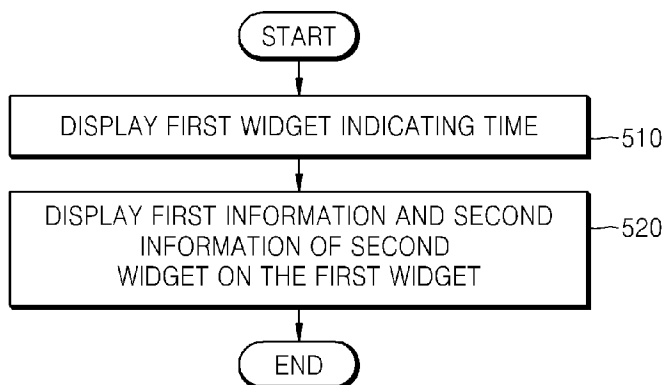 START
DISPLAY FIRST WIDGET INDICATING TIME
510
DISPLAY FIRST INFORMATION AND SECOND
INFORMATION OF SECOND
WIDGET ON THE FIRST WIDGET
520
END